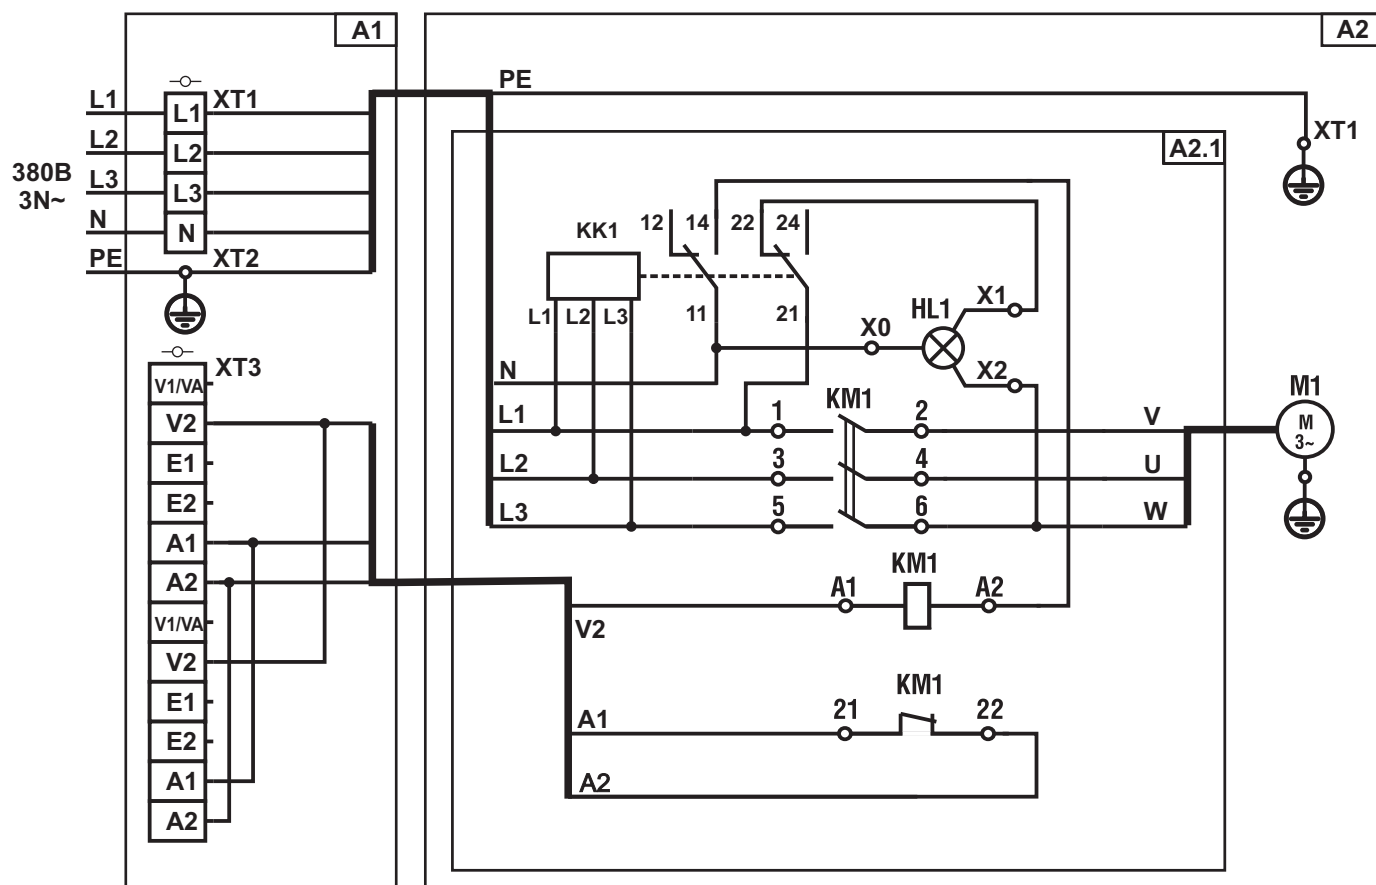 A1
A2
PE
L1
L1
XT1
XT1
L2
L2
A2.1
380В
3N~
L3
L3
12
14
22
24
N
N
KK1
PE
XT2
L1
L2
L3
11
21
HL1
X1
X0
XT3
N
X2
V1/VA
M1
L1
1
KM1
2
V
M
3~
V2
E1
L2
3
4
U
E2
L3
5
6
W
A1
KM1
A2
A1
A2
V1/VA
V2
V2
KM1
E1
A1
21
22
E2
A1
A2
A2